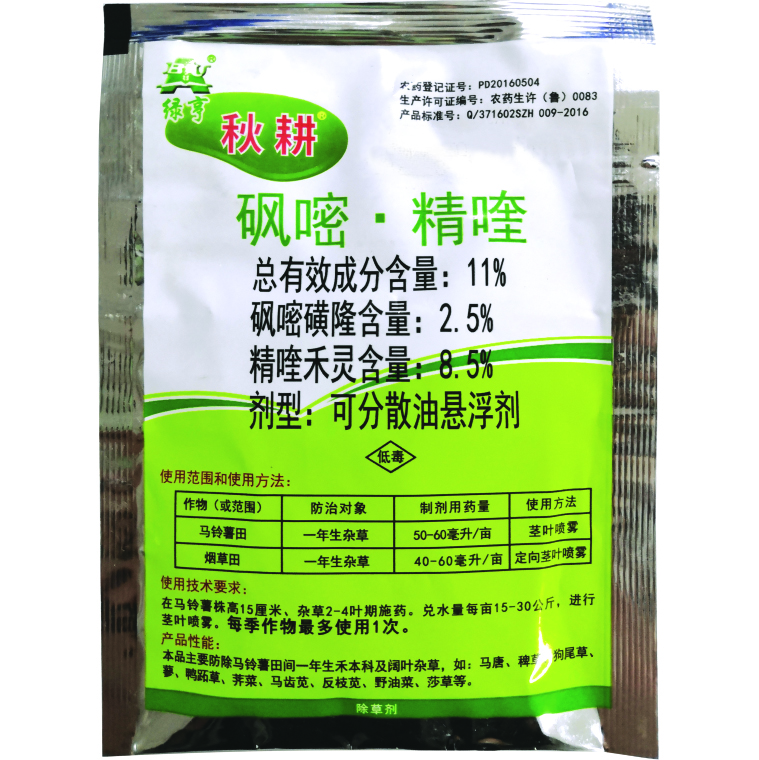 绿亨®
秋耕®
农药登记证号：PD20160504
生产许可证编号：农药生许（鲁）0083
产品标准号：Q/371602SZH 009-2016
砜嘧·精喹
总有效成分含量：11%
砜嘧磺隆含量：2.5%
精喹禾灵含量：8.5%
剂型：可分散油悬浮剂
低毒
使用范围和使用方法：
作物（或范围） 防治对象 制剂用药量 使用方法
马铃薯田 一年生杂草 50-60毫升/亩 茎叶喷雾
烟草田 一年生杂草 40-60毫升/亩 定向茎叶喷雾
使用技术要求：
在马铃薯株高15厘米、杂草2-4叶期施药。兑水量每亩15-30公斤，进行
茎叶喷雾。每季作物最多使用1次。
产品性能：
本品主要防除马铃薯田间一年生禾本科及阔叶杂草，如：马唐、稗草、狗尾草、
蓼、鸭跖草、荠菜、马齿苋、反枝苋、野油菜、莎草等。
除草剂